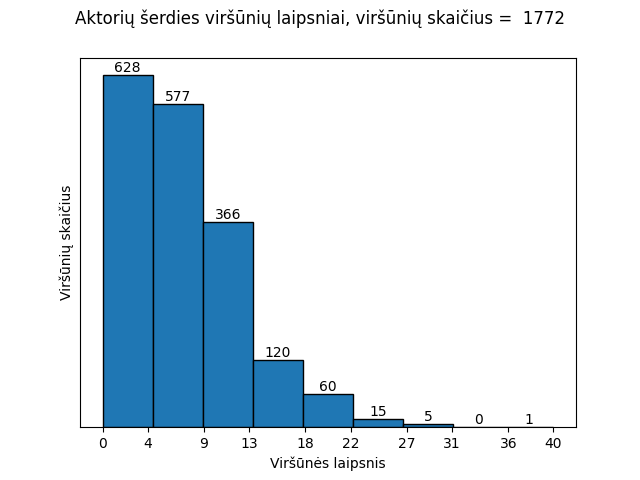 Aktorių šerdies viršūnių laipsniai, viršūnių skaičius =  1772
628
577
366
120
60
15
5
0
1
Viršūnių skaičius
0 4 9 13 18 22 27 31 36 40
Viršūnės laipsnis